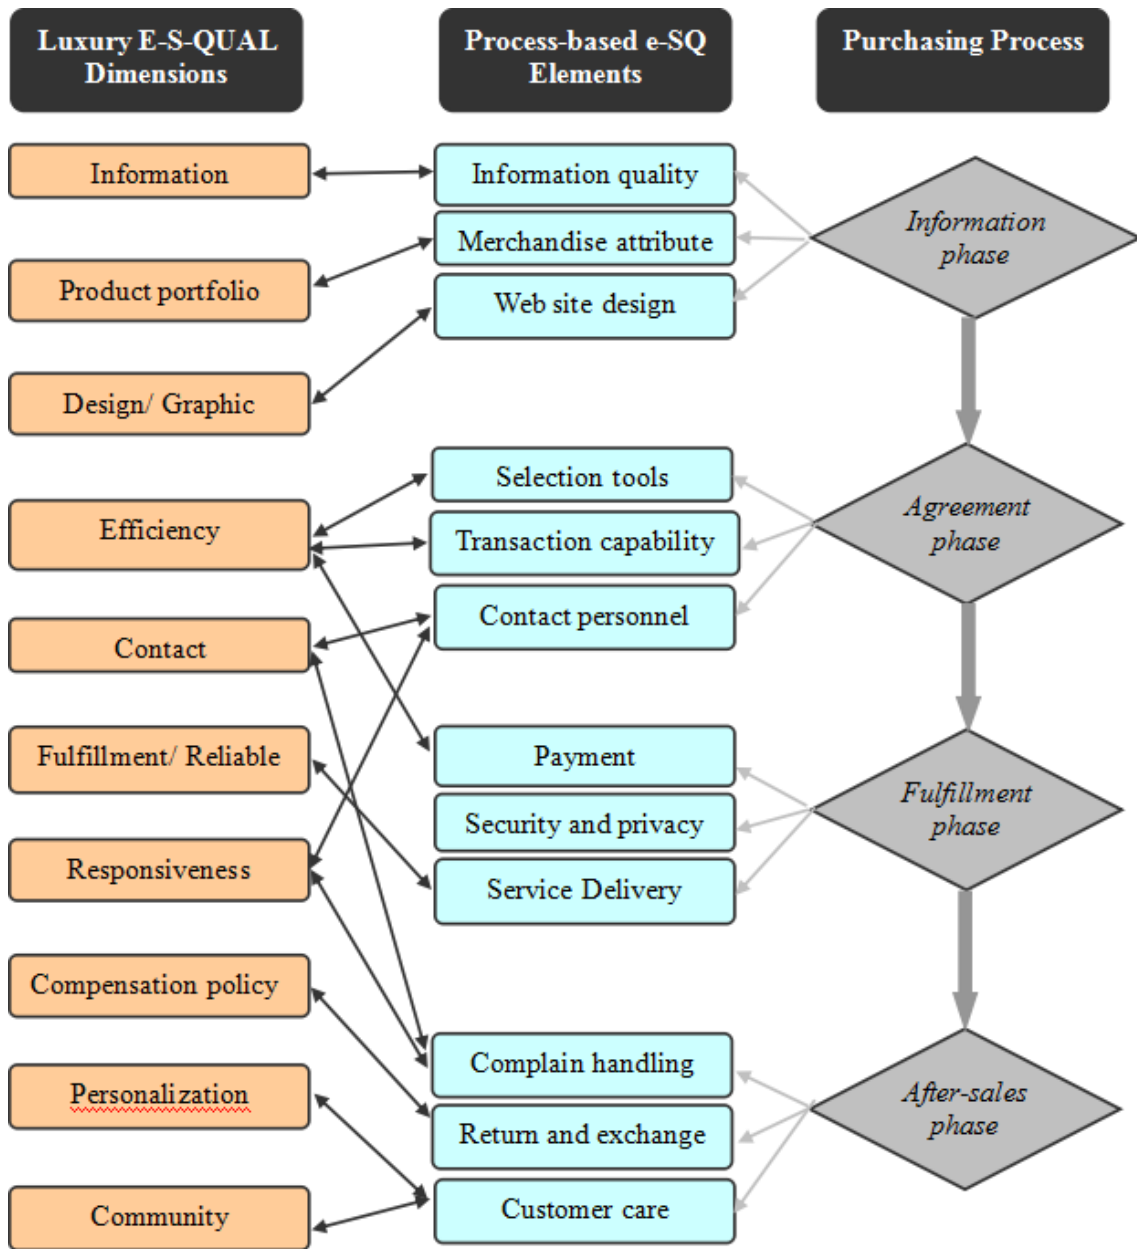 Luxury E-S-QUAL
Dimensions
Process-based e-SQ
Elements
Purchasing Process
Information
Product portfolio
Design/ Graphic
Efficiency
Contact
Fulfillment/ Reliable
Responsiveness
Compensation policy
Personalization
Community
Information quality
Merchandise attribute
Web site design
Selection tools
Transaction capability
Contact personnel
Payment
Security and privacy
Service Delivery
Complain handling
Return and exchange
Customer care
Information
phase
Agreement
phase
Fulfillment
phase
After-sales
phase